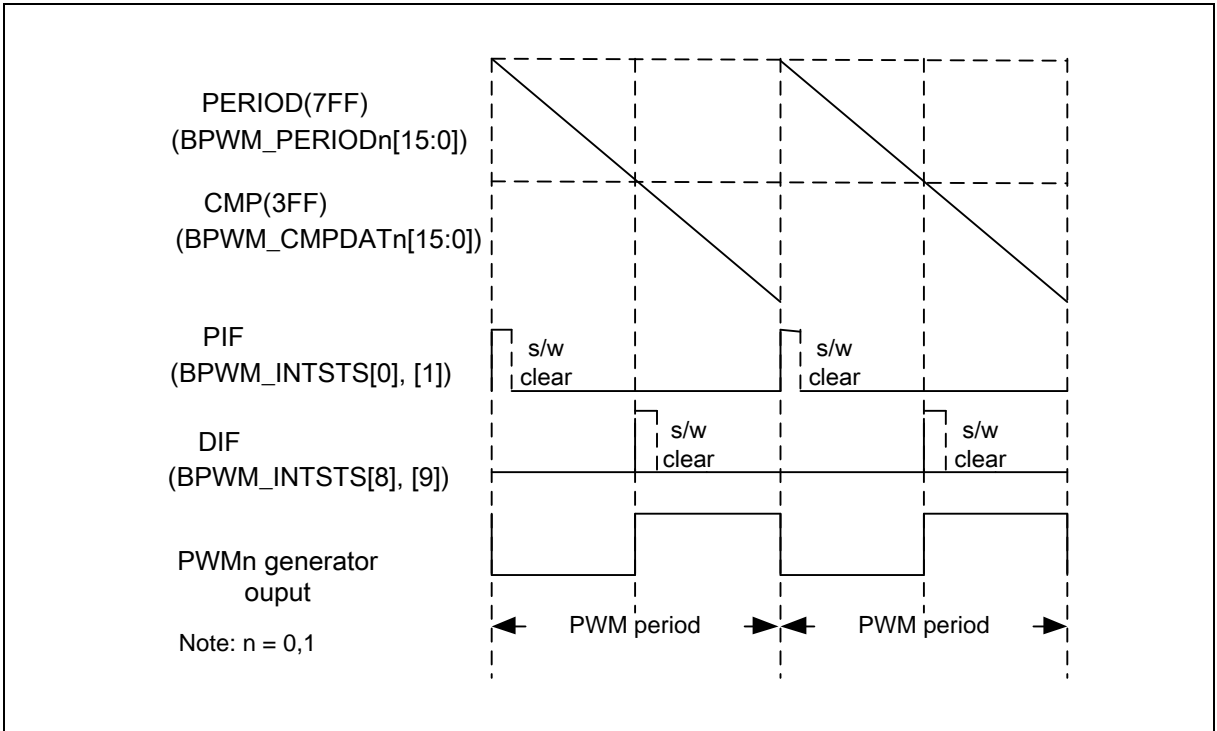 PERIOD(7FF)
(BPWM_PERIODn[15:0])
CMP(3FF)
(BPWM_CMPDATn[15:0])
PIF
(BPWM_INTSTS[0], [1])
s/w
clear
s/w
clear
DIF
(BPWM_INTSTS[8], [9])
s/w
clear
s/w
clear
PWMn generator
ouput
PWM period
PWM period
Note: n = 0,1